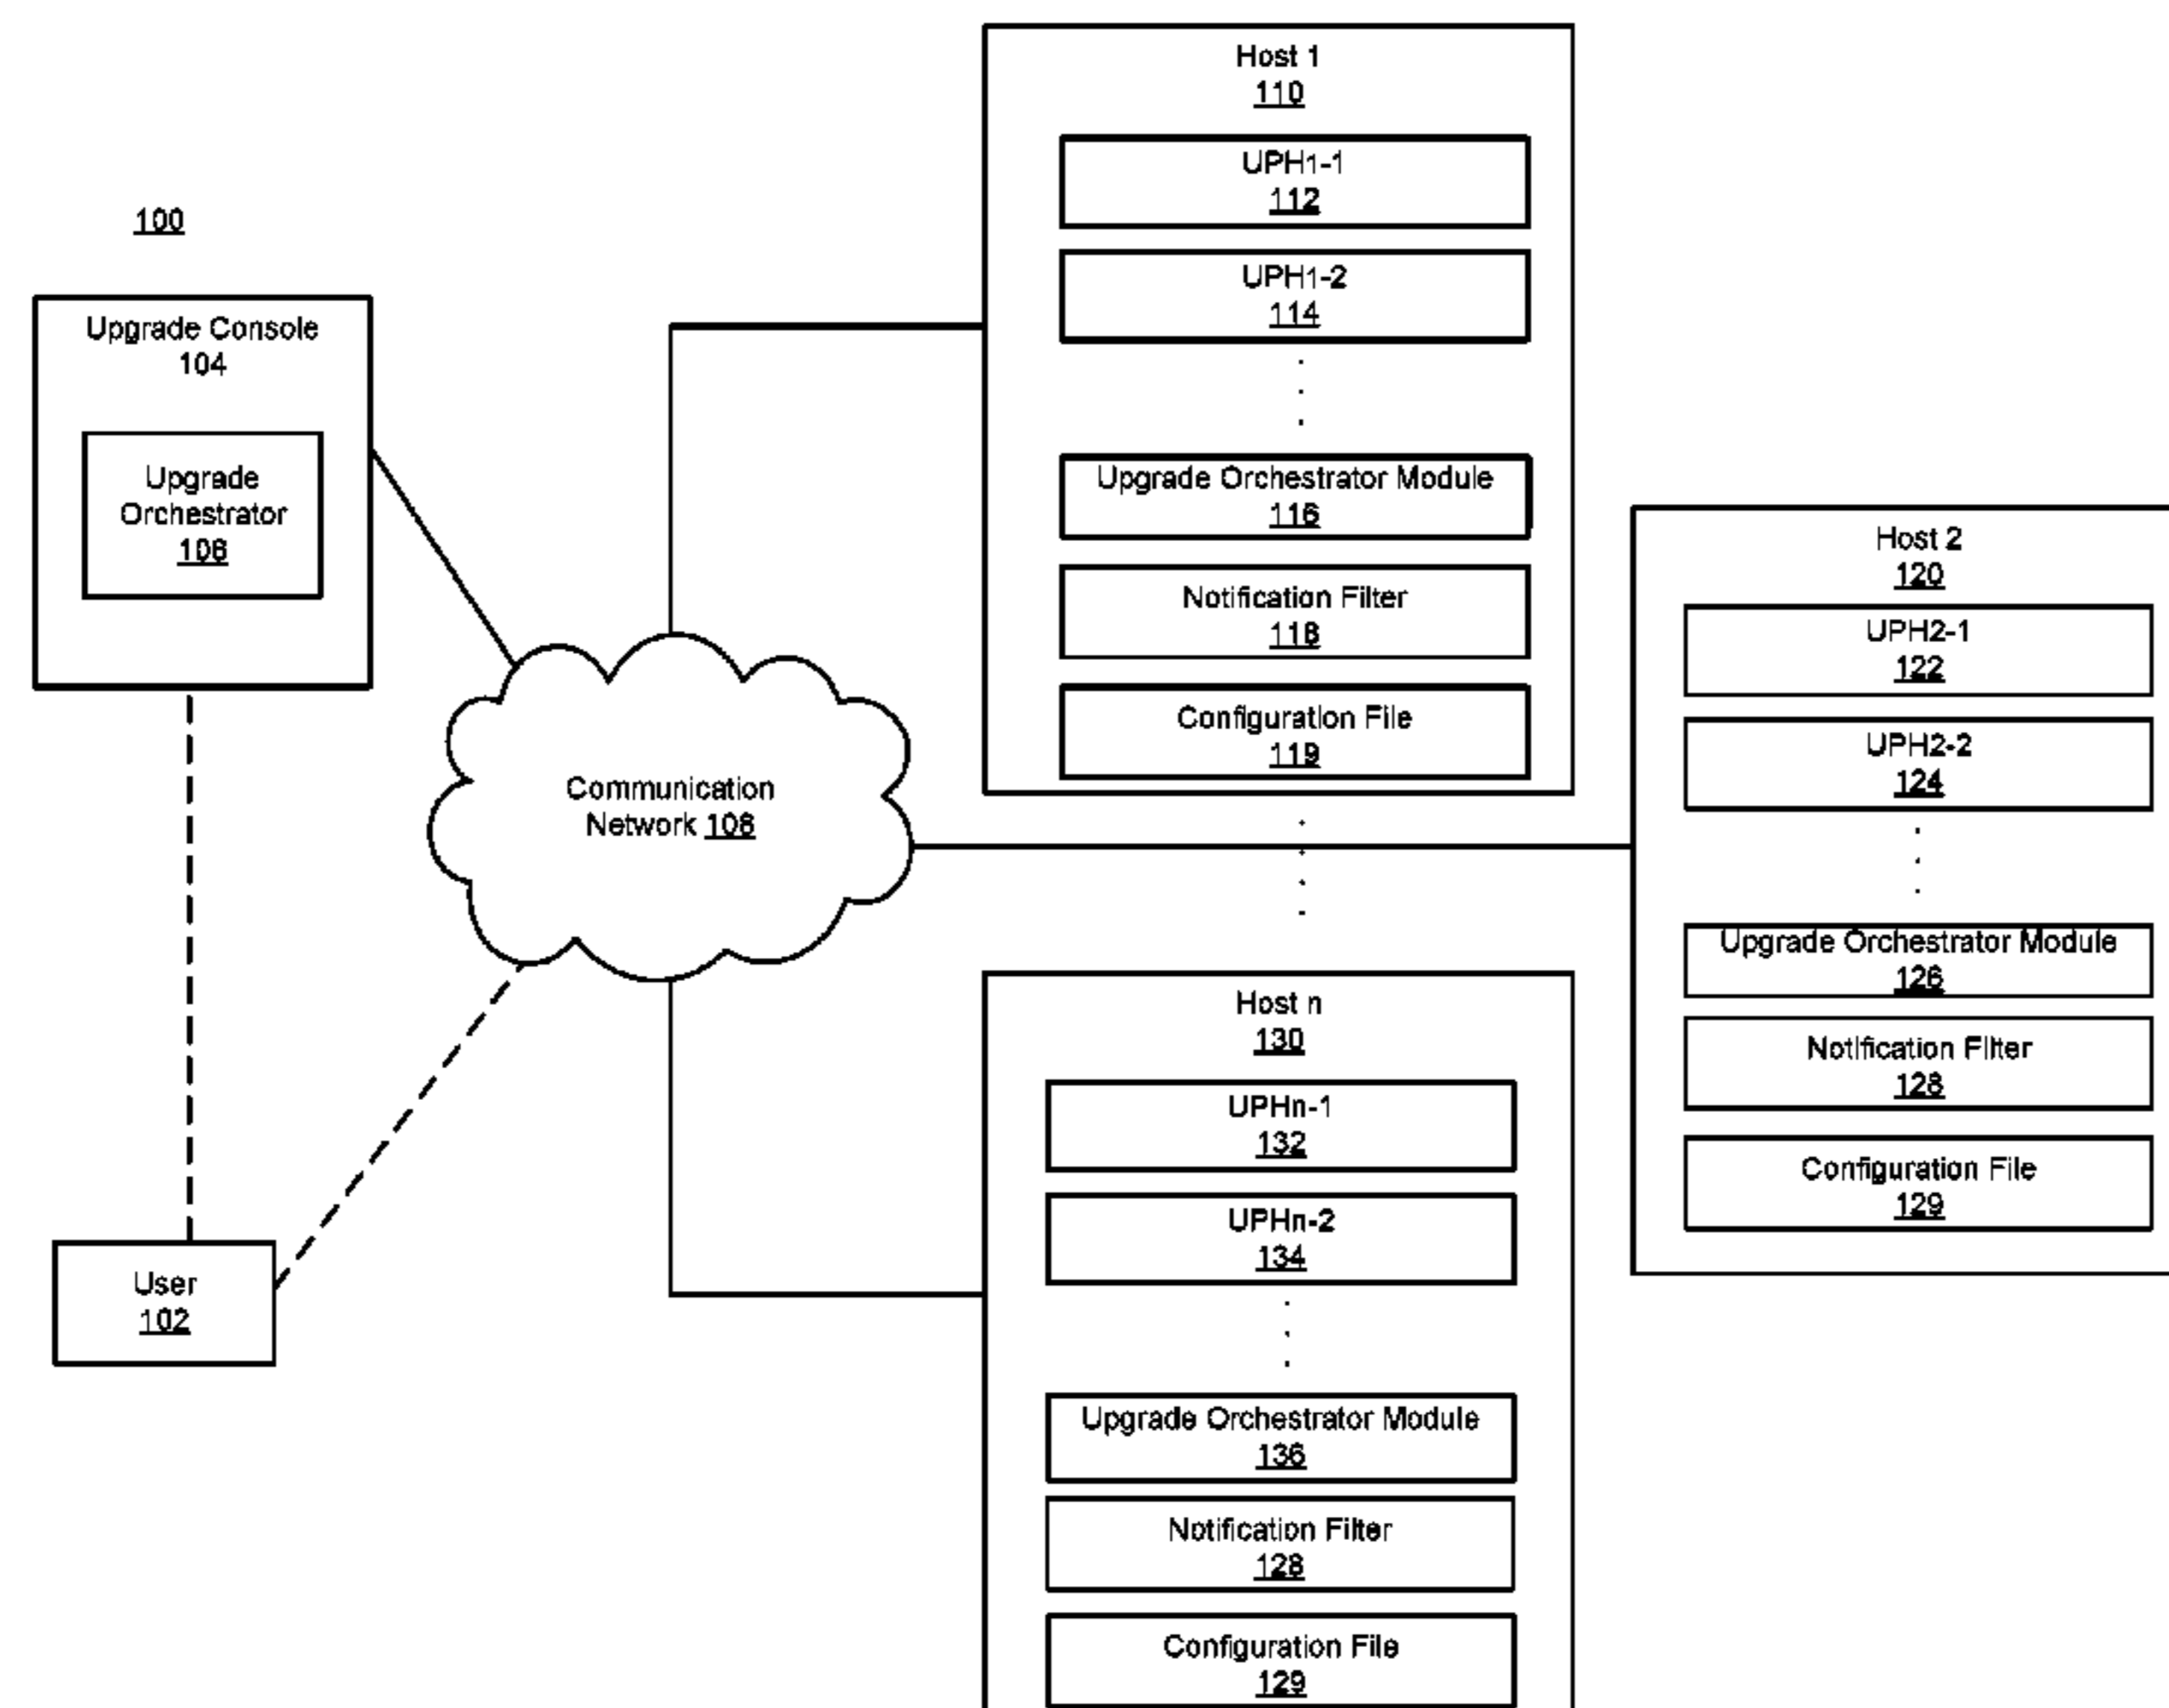 100
Upgrade Console
104
Upgrade
Orchestrator
106
Communication
Network 108
User
102
Host 1
110
UPH1-1
112
UPH1-2
114
Upgrade Orchestrator Module
116
Notification Filter
118
Configuration File
119
Host 2
120
UPH2-1
122
UPH2-2
124
Upgrade Orchestrator Module
126
Notification Filter
128
Configuration File
129
Host n
130
UPHn-1
132
UPHn-2
134
Upgrade Orchestrator Module
136
Notification Filter
128
Configuration File
129